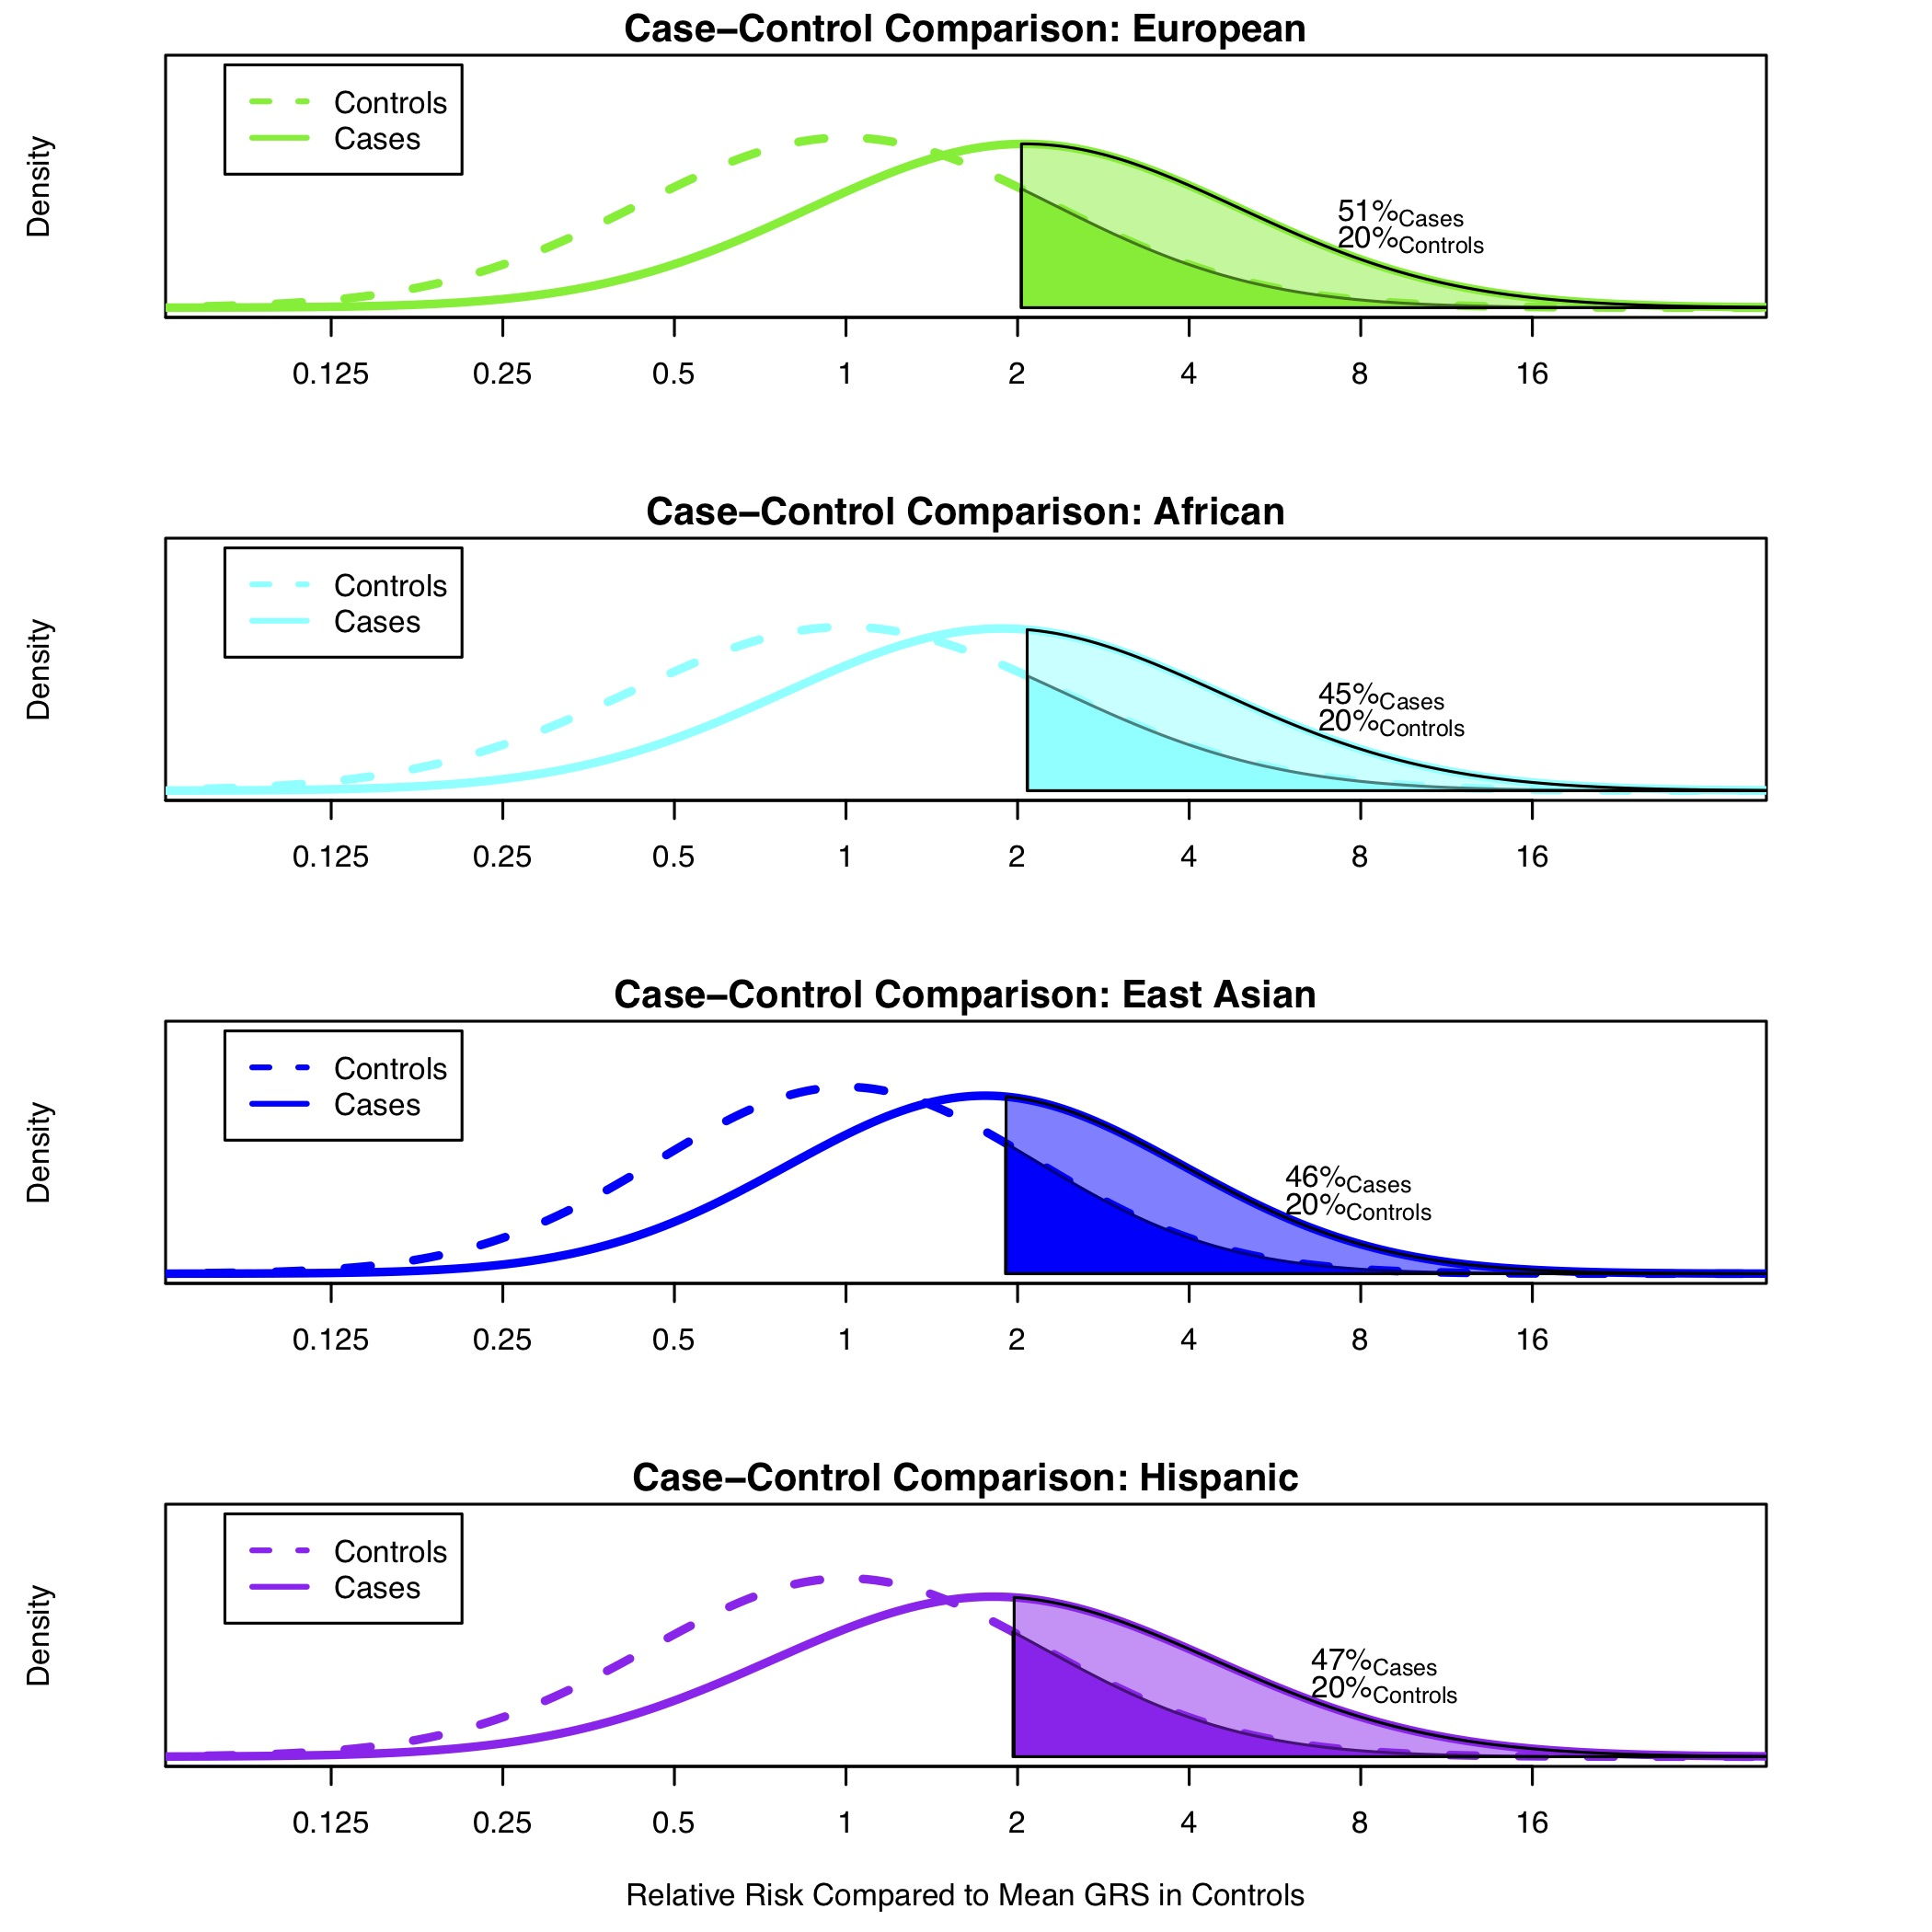 Case–Control Comparison: European
Density
Controls
Cases
51%Cases
20%Controls
0.125 0.25 0.5 1 2 4 8 16
Case–Control Comparison: African
Density
Controls
Cases
45%Cases
20%Controls
0.125 0.25 0.5 1 2 4 8 16
Case–Control Comparison: East Asian
Density
Controls
Cases
46%Cases
20%Controls
0.125 0.25 0.5 1 2 4 8 16
Case–Control Comparison: Hispanic
Density
Controls
Cases
47%Cases
20%Controls
0.125 0.25 0.5 1 2 4 8 16
Relative Risk Compared to Mean GRS in Controls